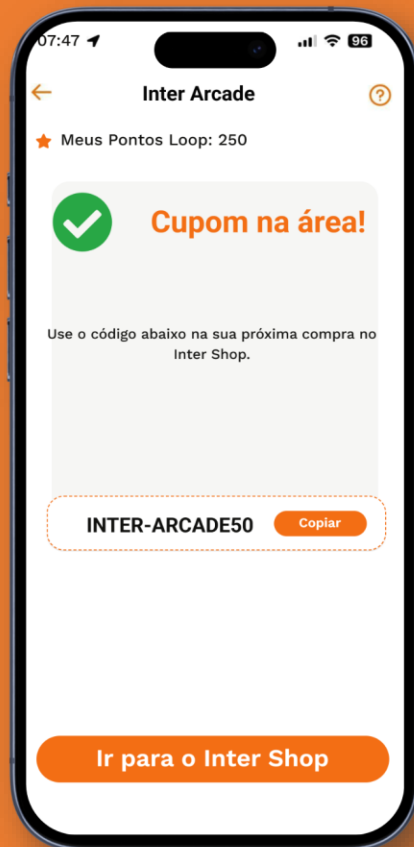 07:47 96
Inter Arcade
Meus Pontos Loop: 250
Cupom na área!
Use o código abaixo na sua próxima compra no
Inter Shop.
INTER-ARCADE50 Copiar
Ir para o Inter Shop